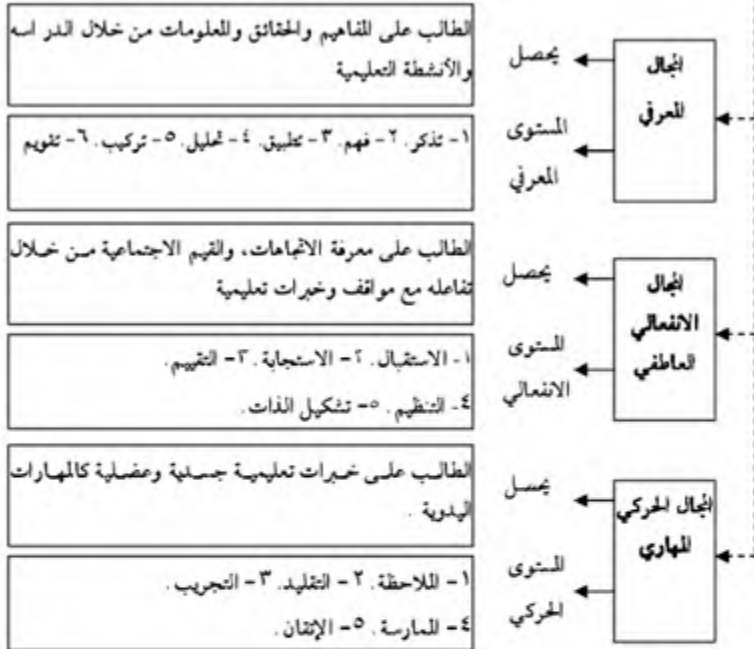 المجال
المعرفي
يحصل
الطالب على المفاهيم والحقائق والمعلومات من خلال الدراسه
والأنشطة التعليمية
المستوى
المعرفي
١- تذكر. ٢- فهم. ٣- تطبيق. ٤- تحليل. ٥- تركيب. ٦- تقويم
المجال
الانفعالي
العاطفي
يحصل
الطالب على معرفة الاتجاهات، والقيم الاجتماعية من خلال
تفاعله مع مواقف وخبرات تعليمية
المستوى
الانفعالي
١- الاستقبال. ٢- الاستجابة. ٣- التقييم.
٤- التنظيم. ٥- تشكيل الذات.
المجال الحركي
المهاري
يحصل
الطالب على خبرات تعليمية جسدية وعضلية كالمهارات
اليدوية.
المستوى
الحركي
١- الملاحظة. ٢- التقليد. ٣- التجريب.
٤- الممارسة. ٥- الإتقان.